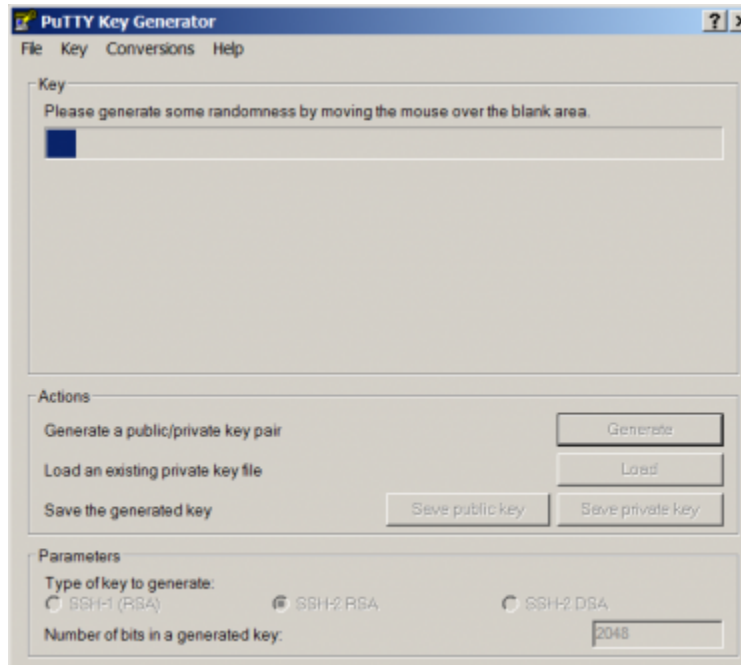 PuTTY Key Generator
File Key Conversions Help
Key
Please generate some randomness by moving the mouse over the blank area.
Actions
Generate a public/private key pair Generate
Load an existing private key file Load
Save the generated key Save public key Save private key
Parameters
Type of key to generate:
SSH-1 (RSA) SSH-2 RSA SSH-2 DSA
Number of bits in a generated key: 2048